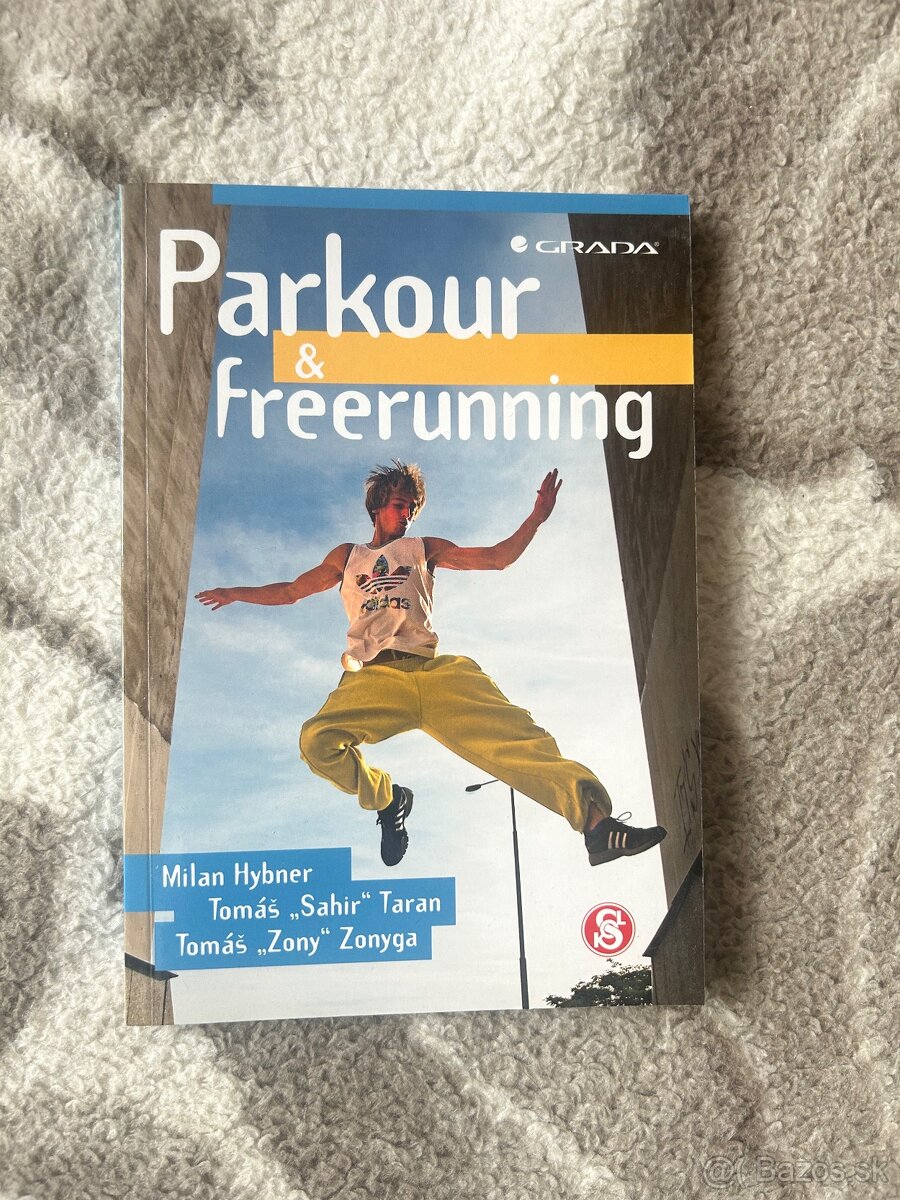 GRADA®
Parkour
&
freerunning
adidas
Milan Hybner
Tomáš „Sahir“ Taran
Tomáš „Zony“ Zonyga
@ Bazos.sk